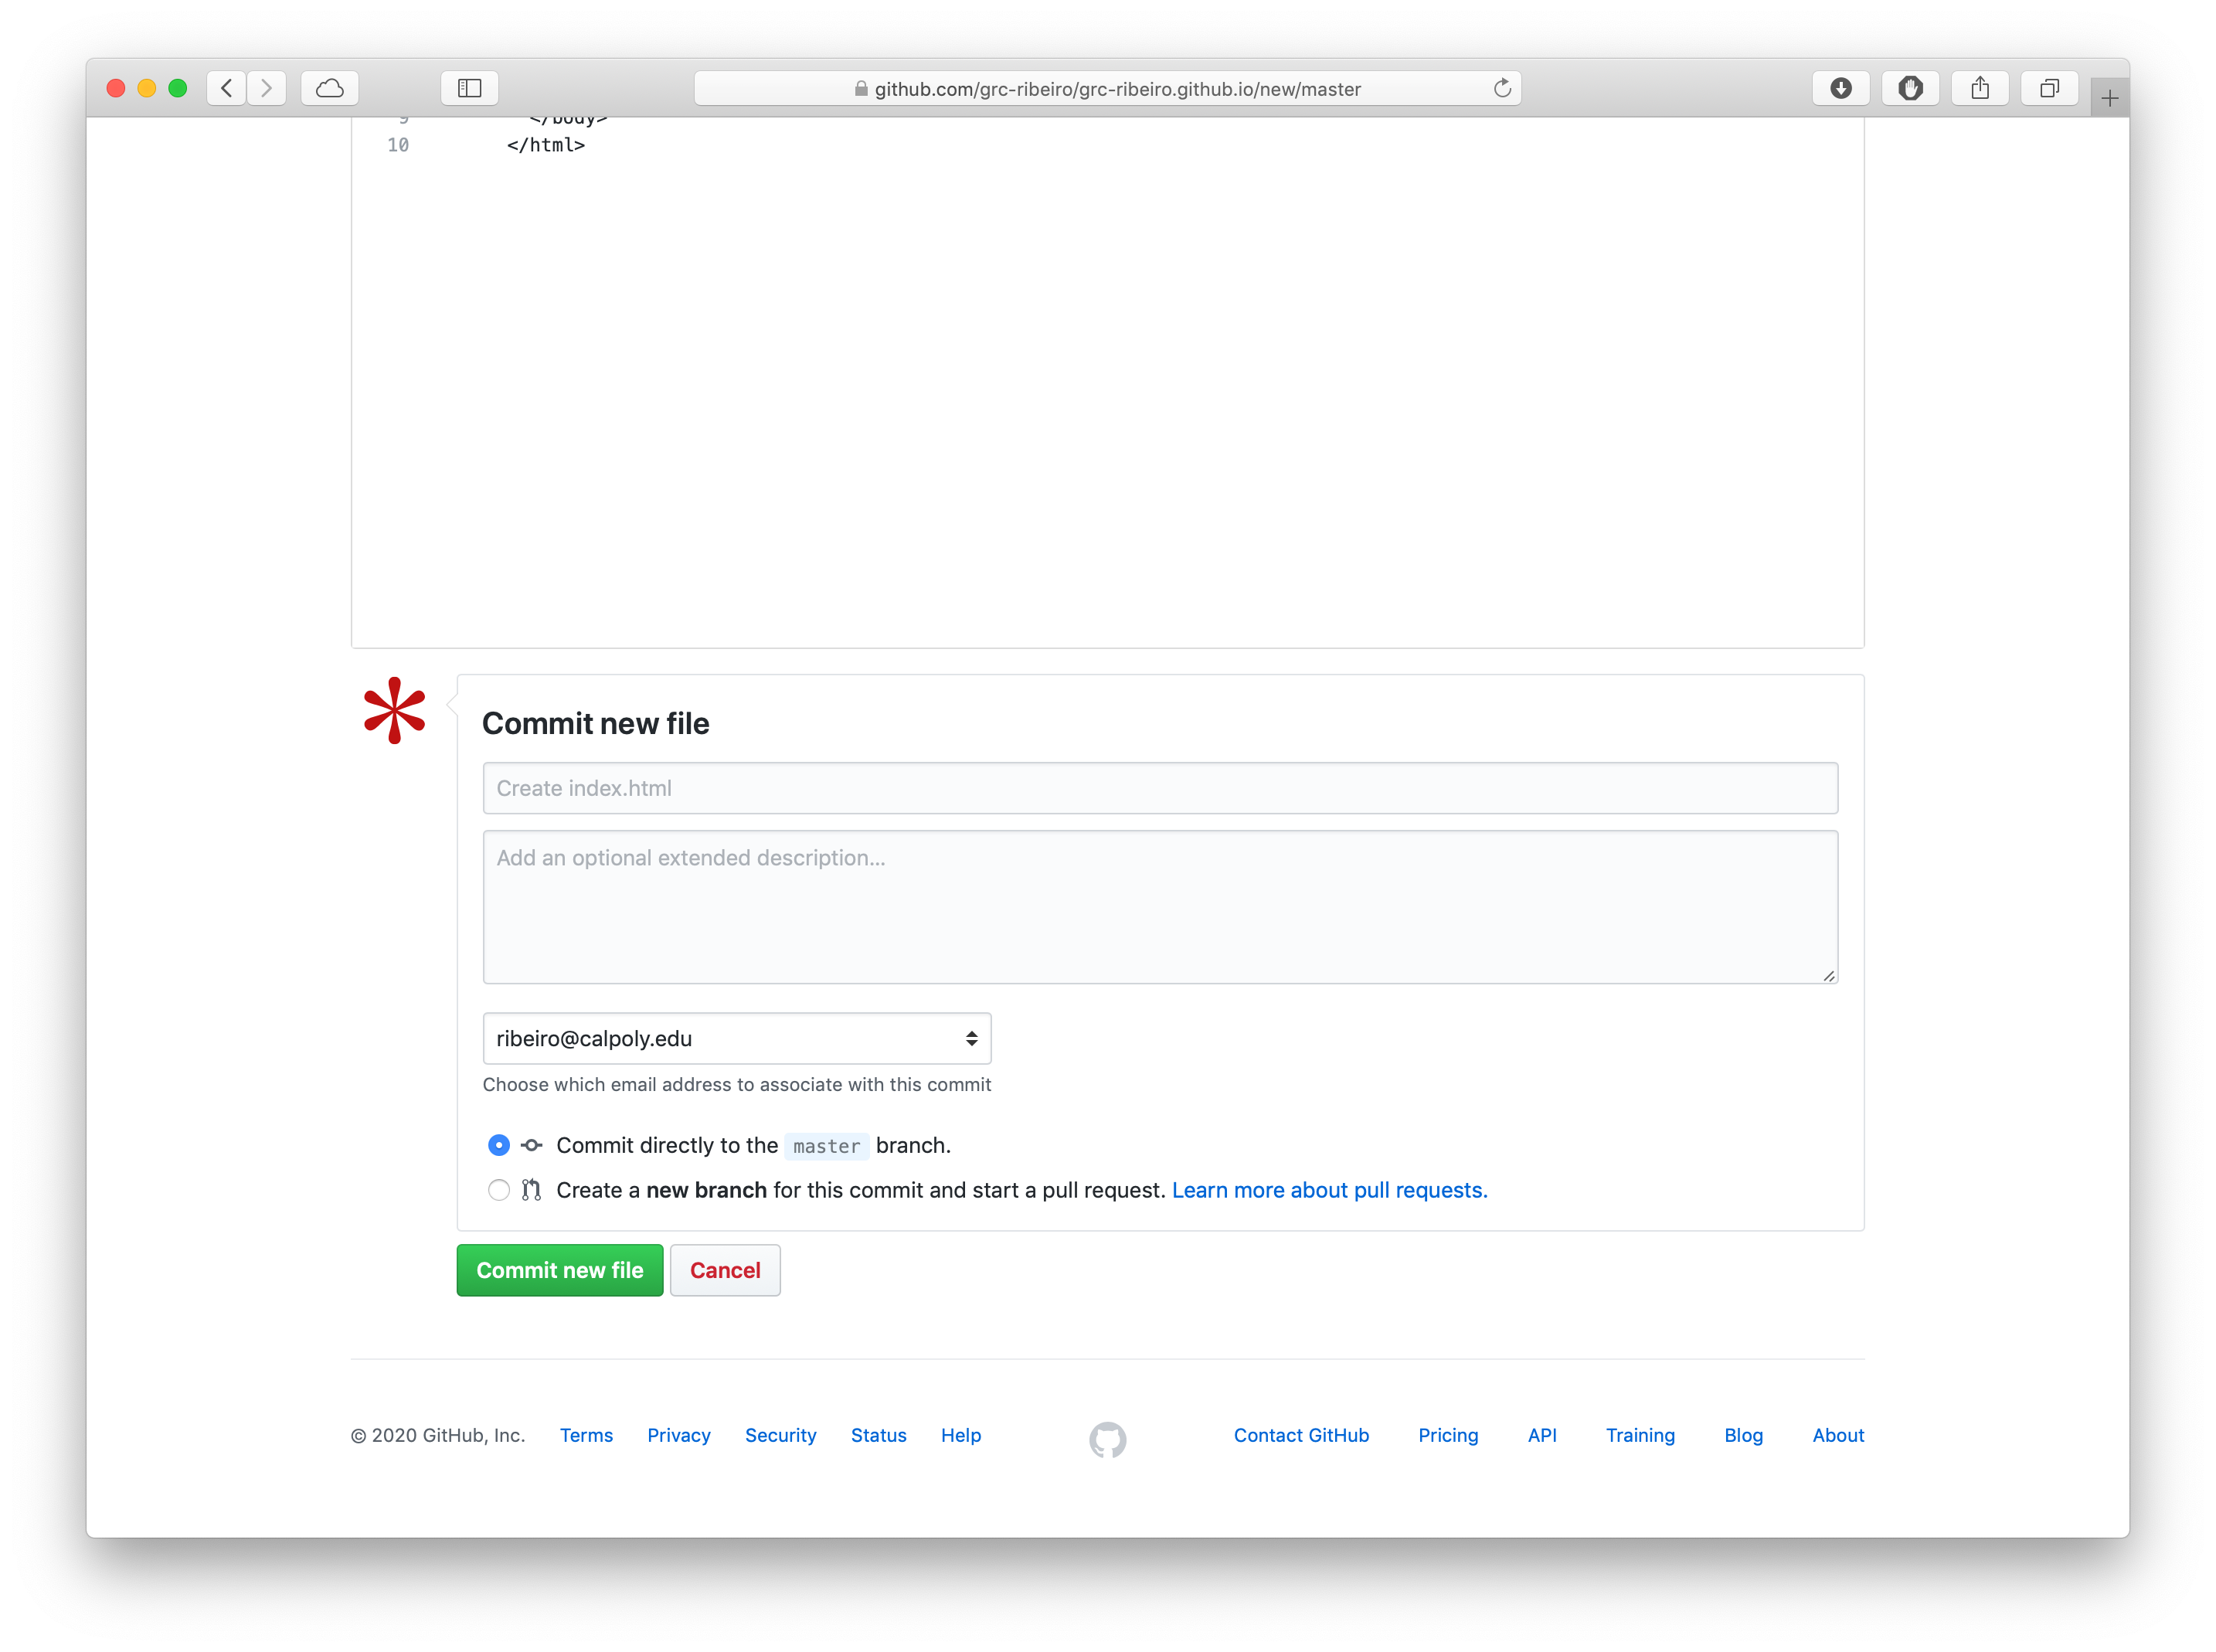 github.com/grc-ribeiro/grc-ribeiro.github.io/new/master
9 </body>
10 </html>
Commit new file
Create index.html
Add an optional extended description...
ribeiro@calpoly.edu
Choose which email address to associate with this commit
Commit directly to the master branch.
Create a new branch for this commit and start a pull request. Learn more about pull requests.
Commit new file Cancel
© 2020 GitHub, Inc. Terms Privacy Security Status Help Contact GitHub Pricing API Training Blog About